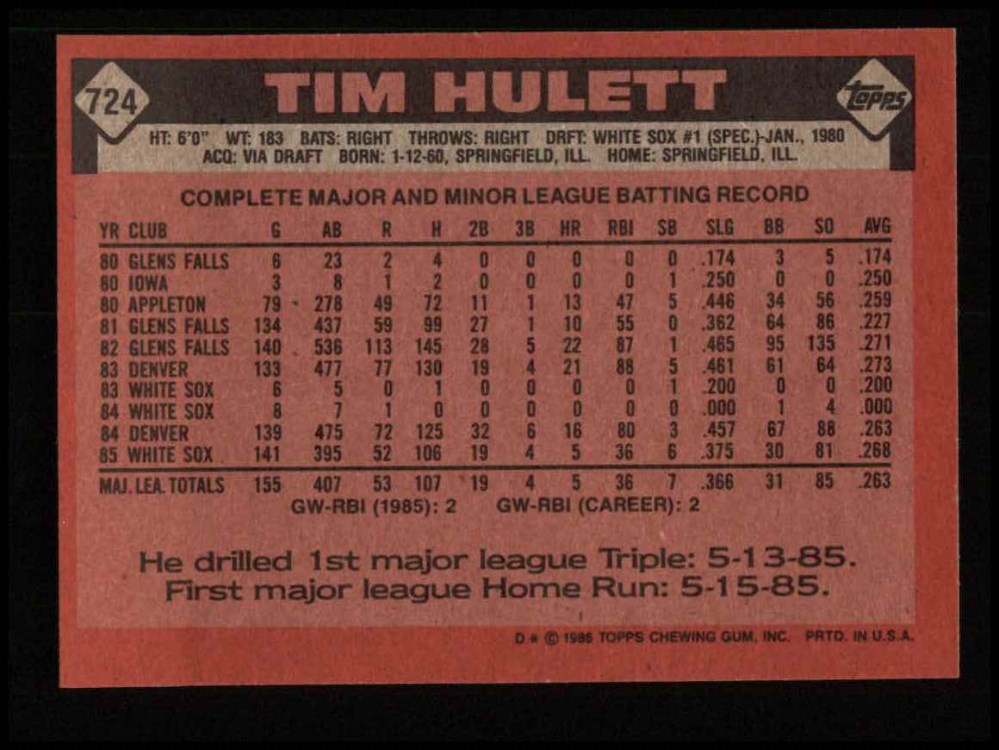 724 TIM HULETT topps
HT: 6'0" WT: 183 BATS: RIGHT THROWS: RIGHT DRFT: WHITE SOX #1 (SPEC.)-JAN., 1980
ACQ: VIA DRAFT BORN: 1-12-60, SPRINGFIELD, ILL. HOME: SPRINGFIELD, ILL.
COMPLETE MAJOR AND MINOR LEAGUE BATTING RECORD
YR CLUB G AB R H 2B 3B HR RBI SB SLG BB SO AVG
80 GLENS FALLS 6 23 2 4 0 0 0 0 0 .174 3 5 .174
80 IOWA 3 8 1 2 0 0 0 0 1 .250 0 0 .250
80 APPLETON 79 278 49 72 11 1 13 47 5 .446 34 56 .259
81 GLENS FALLS 134 437 59 99 27 1 10 55 0 .362 64 86 .227
82 GLENS FALLS 140 536 113 145 28 5 22 87 1 .465 95 135 .271
83 DENVER 133 477 77 130 19 4 21 88 5 .461 61 64 .273
83 WHITE SOX 6 5 0 1 0 0 0 0 1 .200 0 0 .200
84 WHITE SOX 8 7 1 0 0 0 0 0 0 .000 1 4 .000
84 DENVER 139 475 72 125 32 6 16 80 3 .457 67 88 .263
85 WHITE SOX 141 395 52 106 19 4 5 36 6 .375 30 81 .268
MAJ. LEA. TOTALS 155 407 53 107 19 4 5 36 7 .366 31 85 .263
GW-RBI (1985): 2 GW-RBI (CAREER): 2
He drilled 1st major league Triple: 5-13-85.
First major league Home Run: 5-15-85.
D * © 1986 TOPPS CHEWING GUM, INC. PRTD. IN U.S.A.